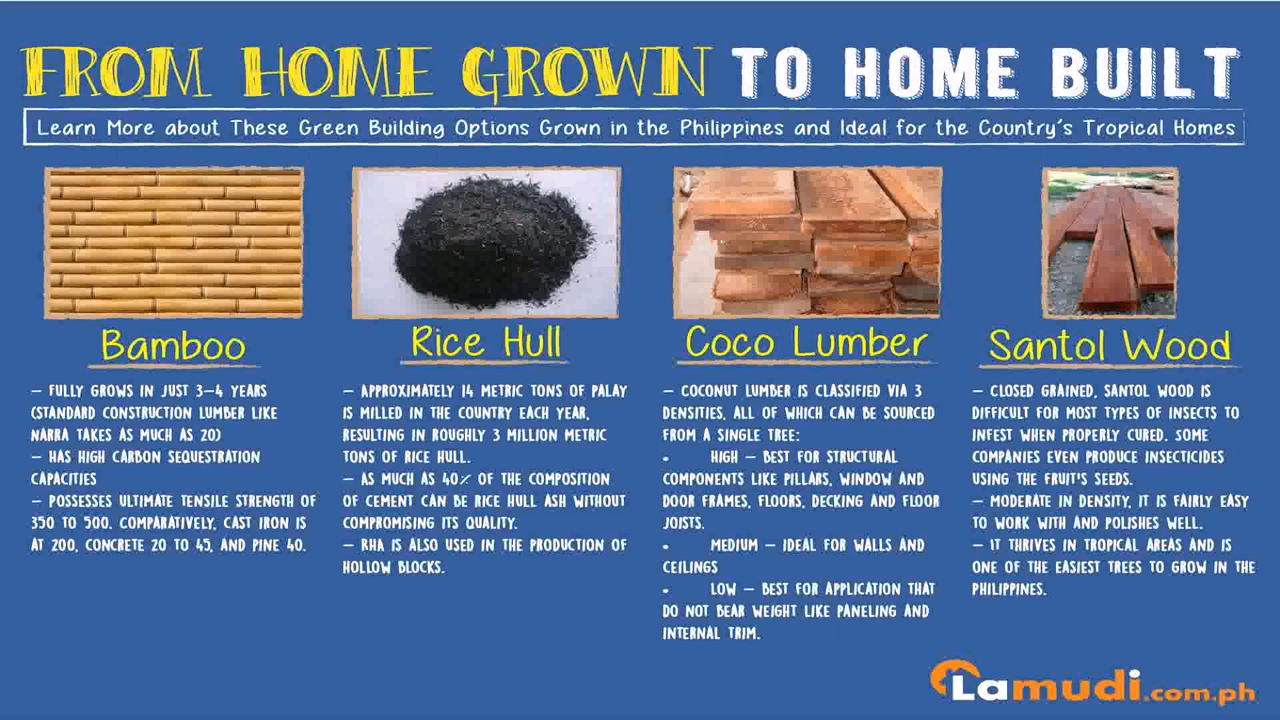 FROM HOME GROWN TO HOME BUILT
Learn More about These Green Building Options Grown in the Philippines and Ideal for the Country's Tropical Homes
Bamboo
– FULLY GROWS IN JUST 3–4 YEARS
(STANDARD CONSTRUCTION LUMBER LIKE
NARRA TAKES AS MUCH AS 20)
– HAS HIGH CARBON SEQUESTRATION
CAPACITIES
– POSSESSES ULTIMATE TENSILE STRENGTH OF
350 TO 500. COMPARATIVELY, CAST IRON IS
AT 200, CONCRETE 20 TO 45, AND PINE 40.
Rice Hull
– APPROXIMATELY 14 METRIC TONS OF PALAY
IS MILLED IN THE COUNTRY EACH YEAR,
RESULTING IN ROUGHLY 3 MILLION METRIC
TONS OF RICE HULL.
– AS MUCH AS 40% OF THE COMPOSITION
OF CEMENT CAN BE RICE HULL ASH WITHOUT
COMPROMISING ITS QUALITY.
– RHA IS ALSO USED IN THE PRODUCTION OF
HOLLOW BLOCKS.
Coco Lumber
– COCONUT LUMBER IS CLASSIFIED VIA 3
DENSITIES, ALL OF WHICH CAN BE SOURCED
FROM A SINGLE TREE:
• HIGH – BEST FOR STRUCTURAL
COMPONENTS LIKE PILLARS, WINDOW AND
DOOR FRAMES, FLOORS, DECKING AND FLOOR
JOISTS.
• MEDIUM – IDEAL FOR WALLS AND
CEILINGS
• LOW – BEST FOR APPLICATION THAT
DO NOT BEAR WEIGHT LIKE PANELING AND
INTERNAL TRIM.
Santol Wood
– CLOSED GRAINED, SANTOL WOOD IS
DIFFICULT FOR MOST TYPES OF INSECTS TO
INFEST WHEN PROPERLY CURED. SOME
COMPANIES EVEN PRODUCE INSECTICIDES
USING THE FRUIT'S SEEDS.
– MODERATE IN DENSITY, IT IS FAIRLY EASY
TO WORK WITH AND POLISHES WELL.
– IT THRIVES IN TROPICAL AREAS AND IS
ONE OF THE EASIEST TREES TO GROW IN THE
PHILIPPINES.
Lamudi.com.ph